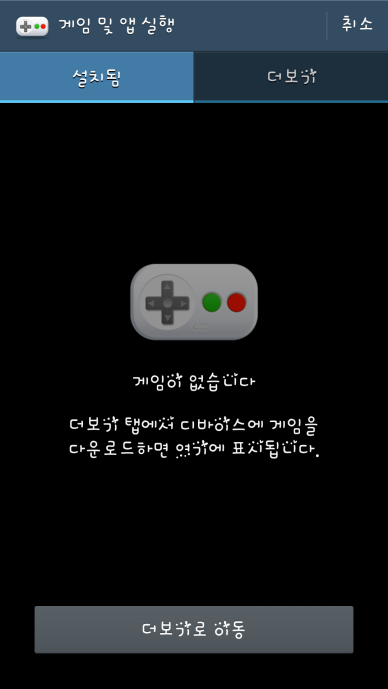 게임 및 앱 실행
취소
설치됨
더보기
게임이 없습니다
더보기 탭에서 디바이스에 게임을
다운로드하면 여기에 표시됩니다.
더보기로 이동